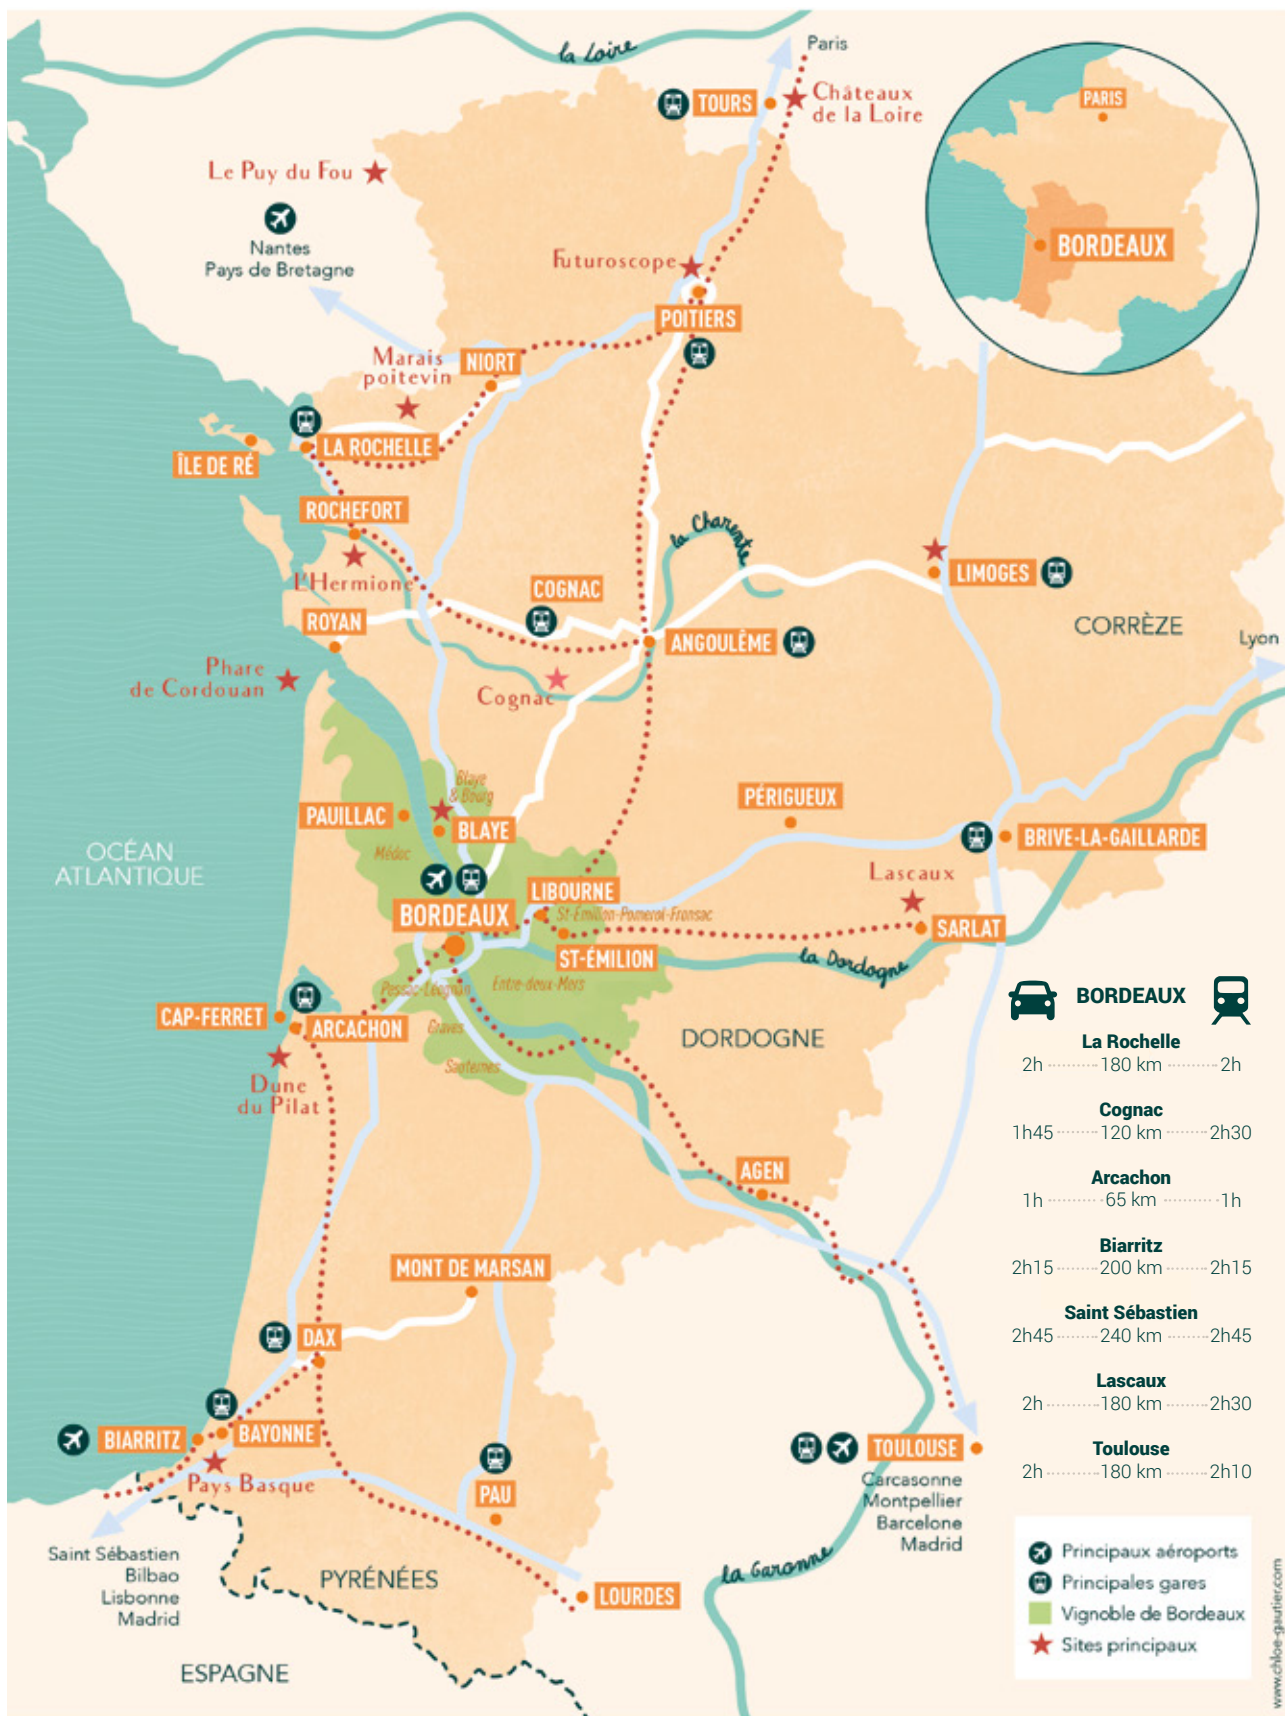 la Loire
Paris
TOURS
Châteaux
de la Loire
PARIS
BORDEAUX
Le Puy du Fou
Nantes
Pays de Bretagne
Futuroscope
POITIERS
Marais
poitevin
NIORT
LA ROCHELLE
ÎLE DE RÉ
ROCHEFORT
L'Hermione
la Charente
COGNAC
LIMOGES
ROYAN
ANGOULÊME
CORRÈZE
Lyon
Phare
de Cordouan
Cognac
Blaye
& Bourg
PÉRIGUEUX
PAUILLAC
BLAYE
BRIVE-LA-GAILLARDE
Médoc
OCÉAN
ATLANTIQUE
Lascaux
LIBOURNE
BORDEAUX
St-Émilion-Pomerol-Fronsac
SARLAT
ST-ÉMILION
la Dordogne
Pessac-Léognan
Entre-deux-Mers
CAP-FERRET
ARCACHON
Graves
DORDOGNE
Sauternes
Dune
du Pilat
AGEN
MONT DE MARSAN
DAX
BIARRITZ
BAYONNE
Pays Basque
PAU
TOULOUSE
Carcasonne
Montpellier
Barcelone
Madrid
Saint Sébastien
Bilbao
Lisbonne
Madrid
PYRÉNÉES
LOURDES
la Garonne
ESPAGNE
BORDEAUX
La Rochelle
2h 180 km 2h
Cognac
1h45 120 km 2h30
Arcachon
1h 65 km 1h
Biarritz
2h15 200 km 2h15
Saint Sébastien
2h45 240 km 2h45
Lascaux
2h 180 km 2h30
Toulouse
2h 180 km 2h10
Principaux aéroports
Principales gares
Vignoble de Bordeaux
Sites principaux
www.chloe-gautier.com